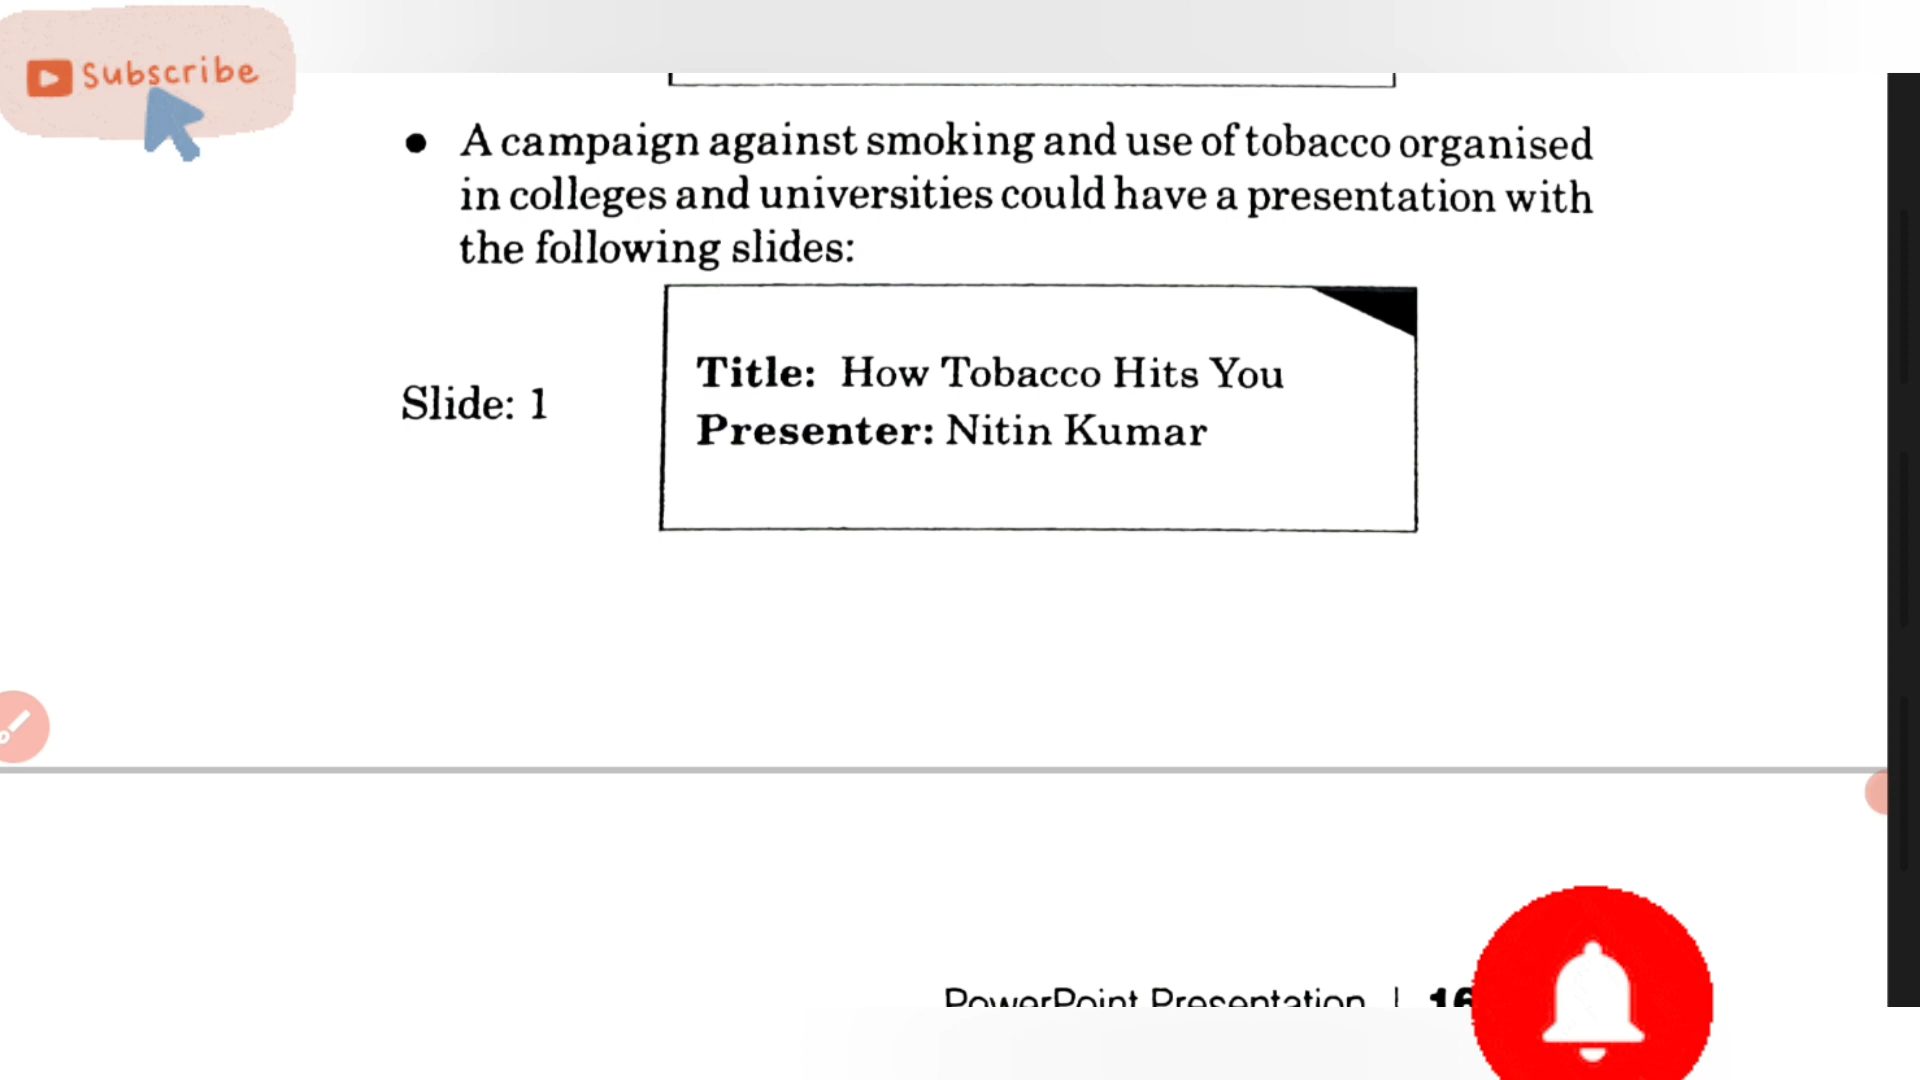 Subscribe
● A campaign against smoking and use of tobacco organised
in colleges and universities could have a presentation with
the following slides:
Slide: 1
Title: How Tobacco Hits You
Presenter: Nitin Kumar
PowerPoint Presentation |